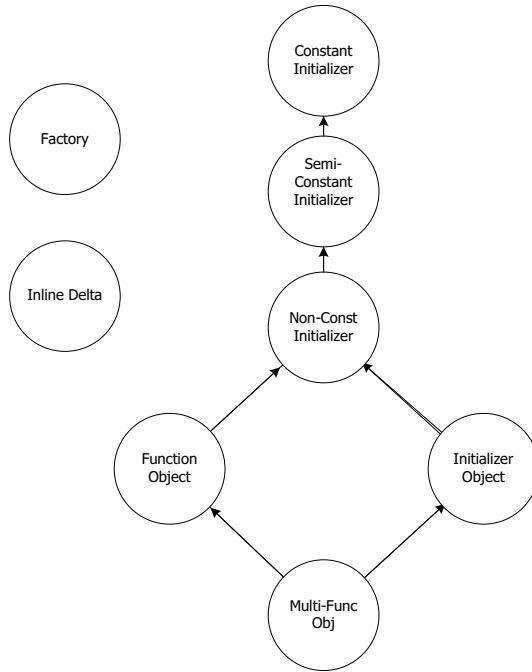 Constant
Initializer
Factory
Semi-
Constant
Initializer
Inline Delta
Non-Const
Initializer
Function
Object
Initializer
Object
Multi-Func
Obj